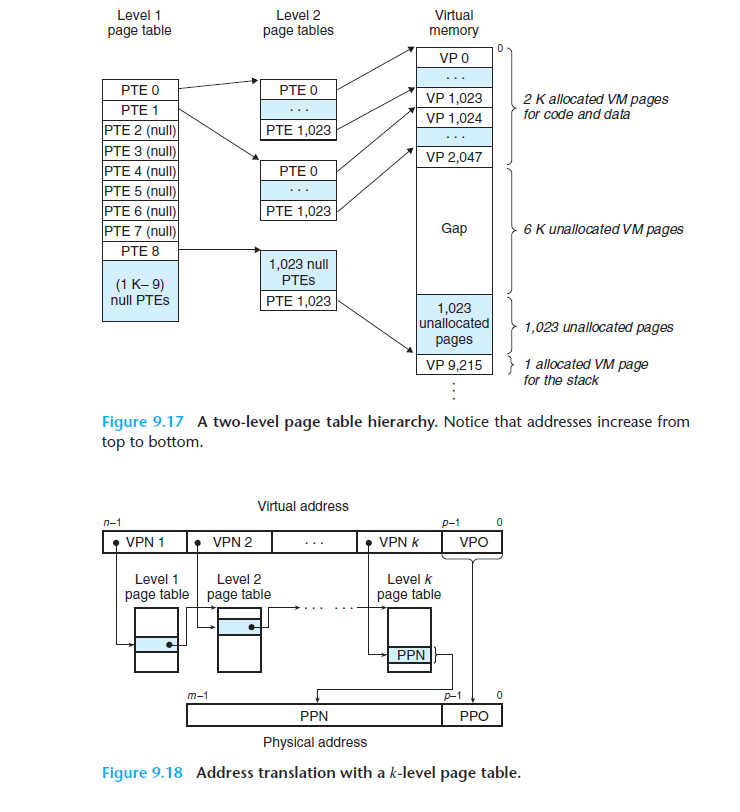 Level 1
page table
Level 2
page tables
Virtual
memory
0
VP 0
. . .
VP 1,023
VP 1,024
. . .
VP 2,047
Gap
1,023
unallocated
pages
VP 9,215
2 K allocated VM pages
for code and data
6 K unallocated VM pages
1,023 unallocated pages
1 allocated VM page
for the stack
PTE 0
PTE 1
PTE 2 (null)
PTE 3 (null)
PTE 4 (null)
PTE 5 (null)
PTE 6 (null)
PTE 7 (null)
PTE 8
(1 K– 9)
null PTEs
PTE 0
. . .
PTE 1,023
PTE 0
. . .
PTE 1,023
1,023 null
PTEs
PTE 1,023
Figure 9.17 A two-level page table hierarchy. Notice that addresses increase from
top to bottom.
Virtual address
n–1 p–1 0
VPN 1 VPN 2 . . . VPN k VPO
Level 1
page table
Level 2
page table
Level k
page table
. . . . . .
PPN
m–1 p–1 0
PPN PPO
Physical address
Figure 9.18 Address translation with a k-level page table.